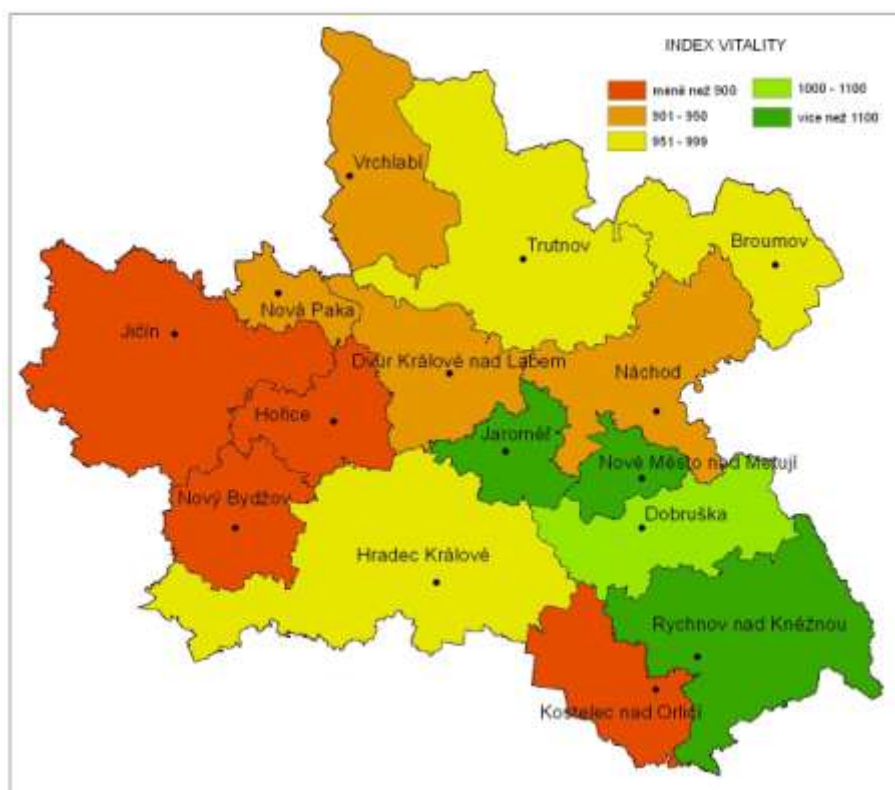 INDEX VITALITY
méně než 900
901 - 950
951 - 999
1000 - 1100
více než 1100
Vrchlabí
Trutnov
Broumov
Nová Paka
Jičín
Dvůr Králové nad Labem
Náchod
Hořice
Jaroměř
Nové Město nad Metují
Nový Bydžov
Dobruška
Hradec Králové
Rychnov nad Kněžnou
Kostelec nad Orlicí